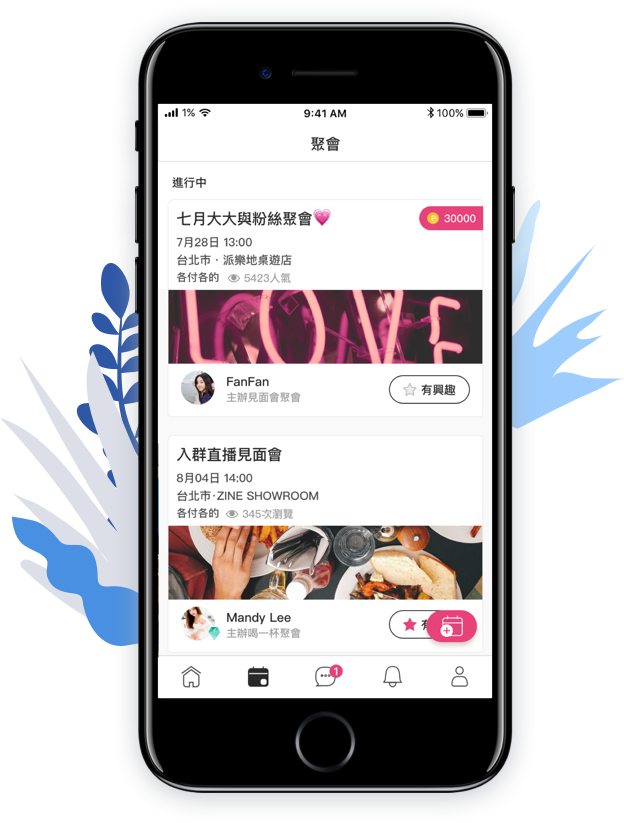 1%
9:41 AM
100%
聚會
進行中
七月大大與粉絲聚會💗
P 30000
7月28日 13:00
台北市 · 派樂地桌遊店
各付各的 5423人氣
LOVE
FanFan
主辦見面會聚會
有興趣
入群直播見面會
8月04日 14:00
台北市·ZINE SHOWROOM
各付各的 345次瀏覽
Mandy Lee
主辦喝一杯聚會
有
1